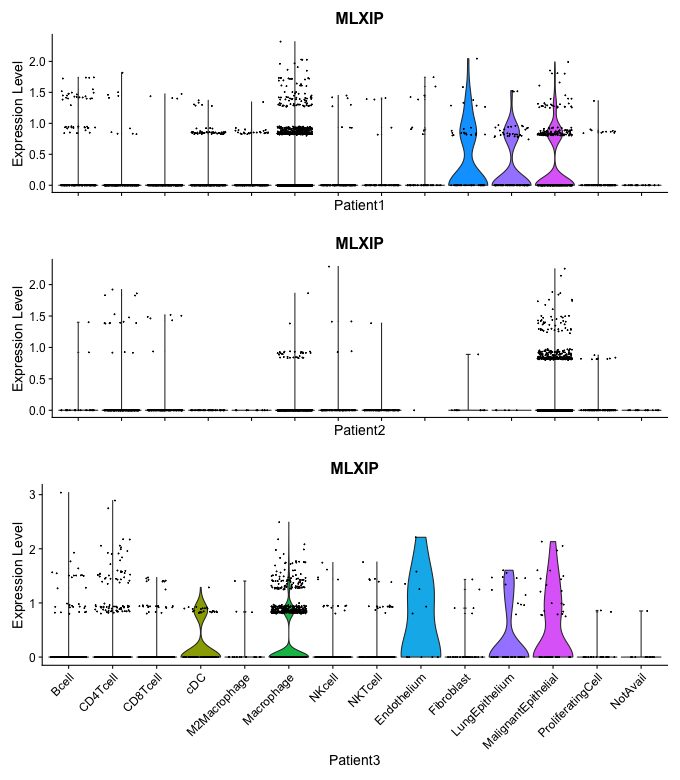 MLXIP
Expression Level
2.0
1.5
1.0
0.5
0.0
Patient1
MLXIP
Expression Level
2.0
1.5
1.0
0.5
0.0
Patient2
MLXIP
Expression Level
3
2
1
0
Bcell
CD4Tcell
CD8Tcell
cDC
M2Macrophage
Macrophage
NKcell
NKTcell
Endothelium
Fibroblast
LungEpithelium
MalignantEpithelial
ProliferatingCell
NotAvail
Patient3